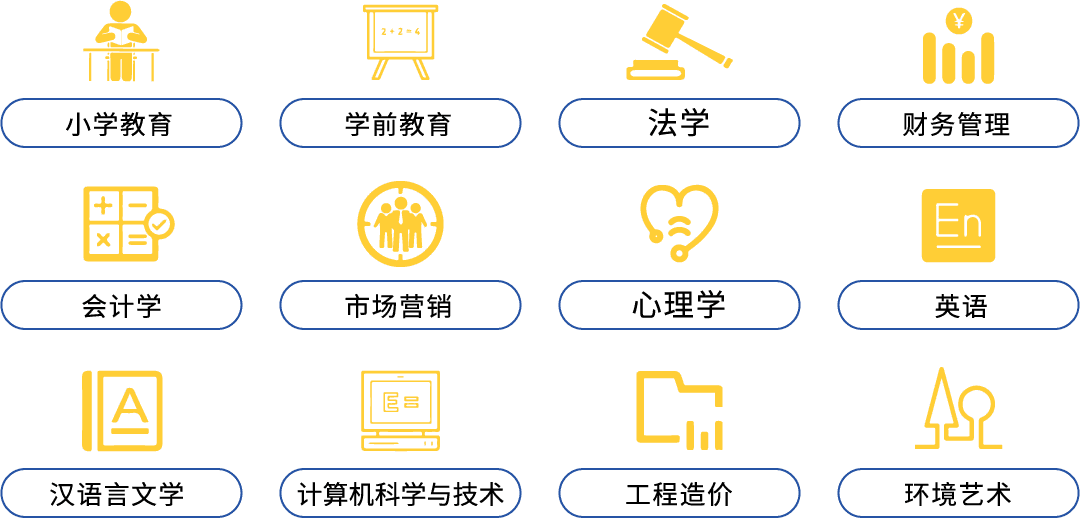 2+2=4
¥
小学教育
学前教育
法学
财务管理
En
会计学
市场营销
心理学
英语
A
E=
汉语言文学
计算机科学与技术
工程造价
环境艺术